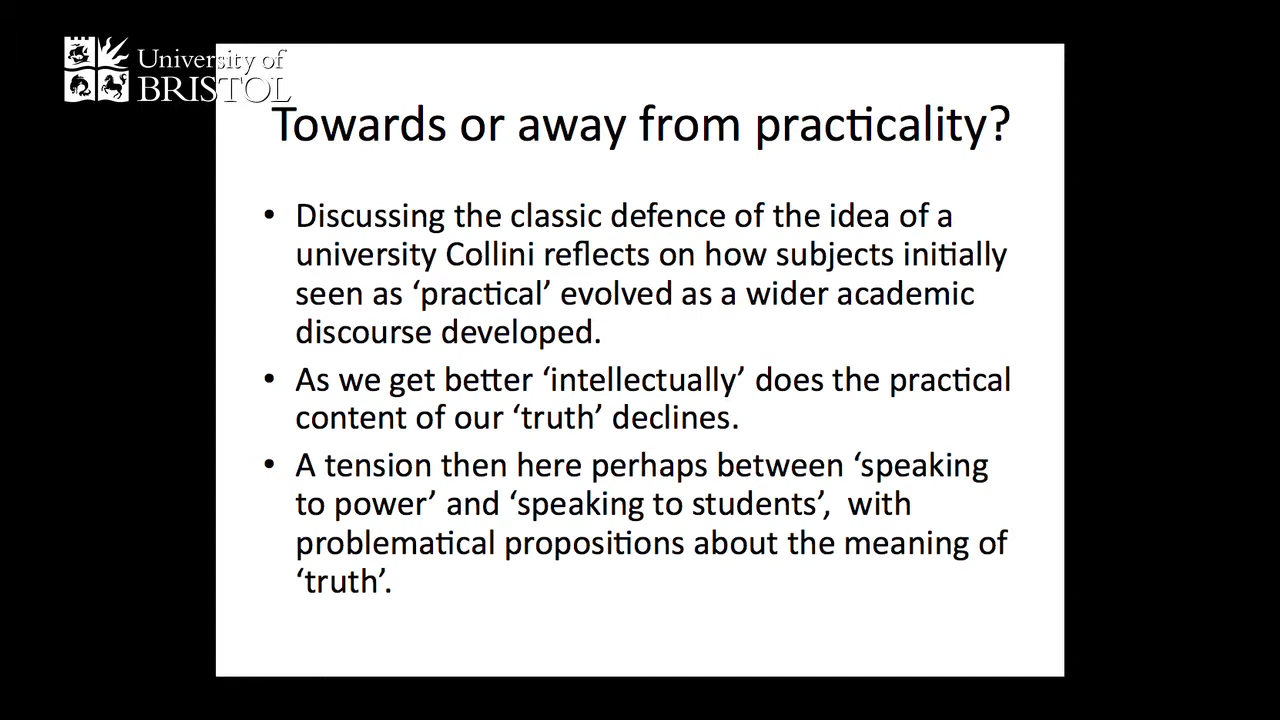 University of
BRISTOL
Towards or away from practicality?
• Discussing the classic defence of the idea of a
university Collini reflects on how subjects initially
seen as ‘practical’ evolved as a wider academic
discourse developed.
• As we get better ‘intellectually’ does the practical
content of our ‘truth’ declines.
• A tension then here perhaps between ‘speaking
to power’ and ‘speaking to students’,  with
problematical propositions about the meaning of
‘truth’.